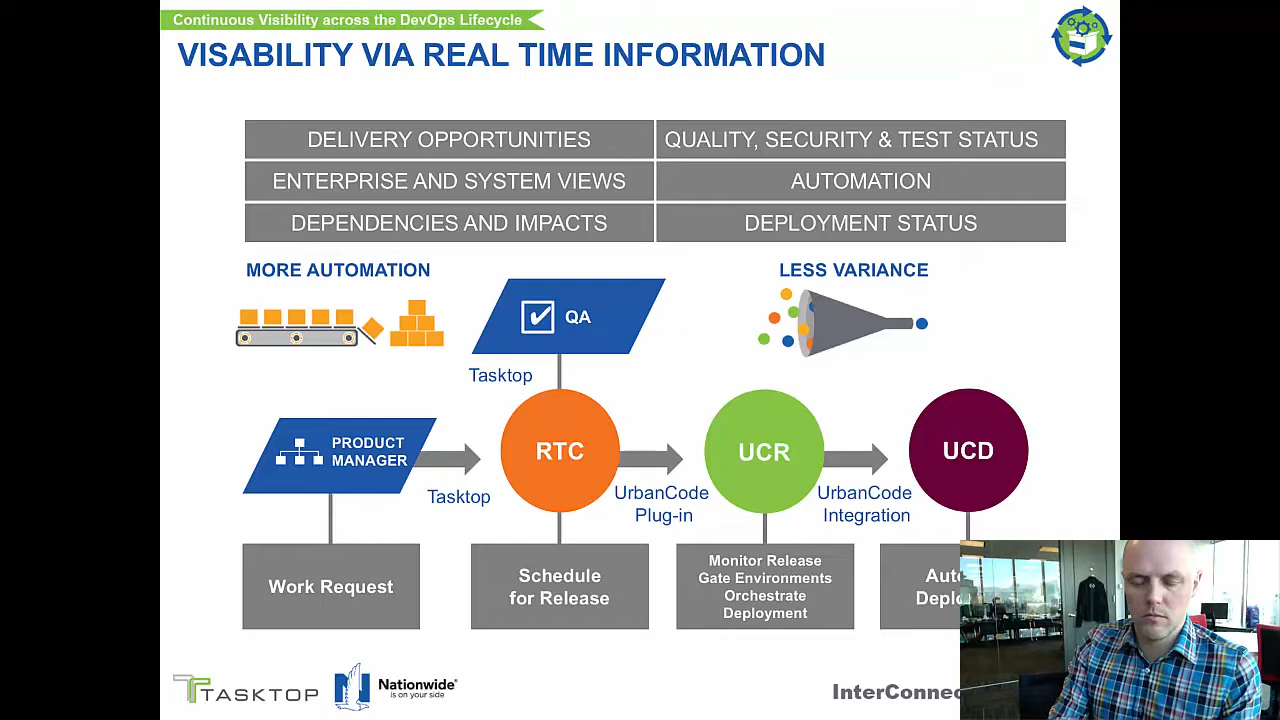 Continuous Visibility across the DevOps Lifecycle
VISABILITY VIA REAL TIME INFORMATION
DELIVERY OPPORTUNITIES
QUALITY, SECURITY & TEST STATUS
ENTERPRISE AND SYSTEM VIEWS
AUTOMATION
DEPENDENCIES AND IMPACTS
DEPLOYMENT STATUS
MORE AUTOMATION
LESS VARIANCE
QA
Tasktop
PRODUCT
MANAGER
RTC
UCR
UCD
Tasktop
UrbanCode
Plug-in
UrbanCode
Integration
Work Request
Schedule
for Release
Monitor Release
Gate Environments
Orchestrate
Deployment
TASKTOP
Nationwide®
is on your side